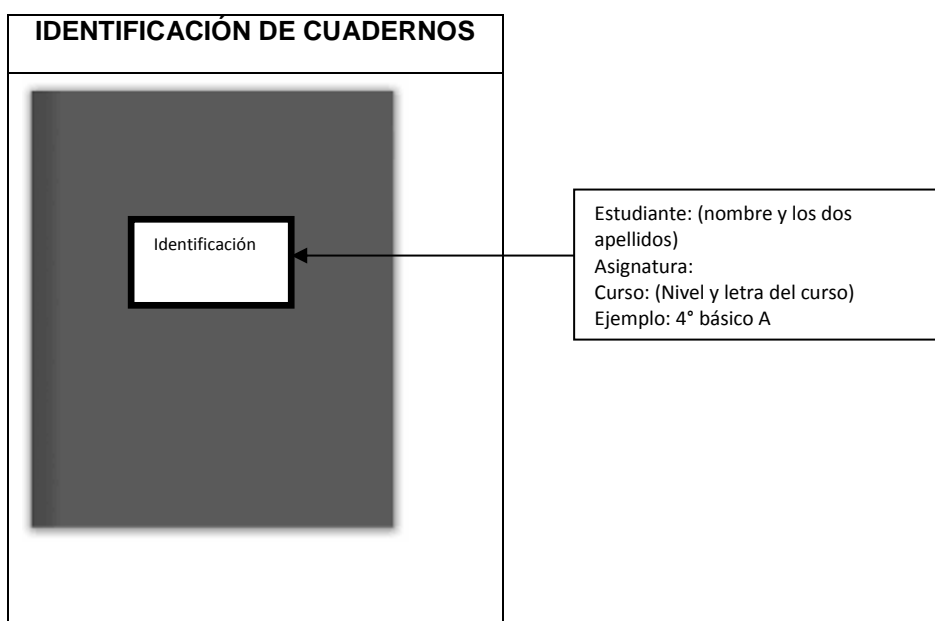 IDENTIFICACIÓN DE CUADERNOS
Identificación
Estudiante: (nombre y los dos
apellidos)
Asignatura:
Curso: (Nivel y letra del curso)
Ejemplo: 4° básico A